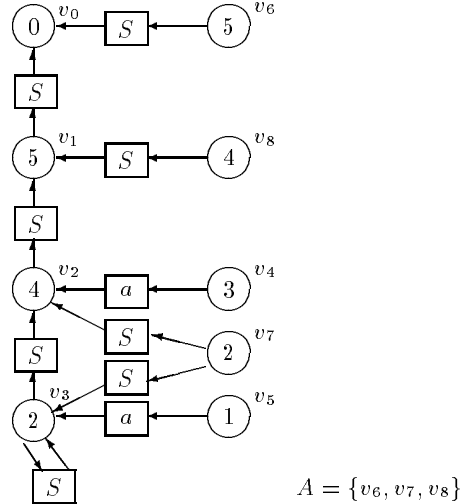 0 v₀ S 5 v₆
S
5 v₁ S 4 v₈
S
4 v₂ a 3 v₄
S
S 2 v₇
S
2 v₃ a 1 v₅
S A = {v₆, v₇, v₈}